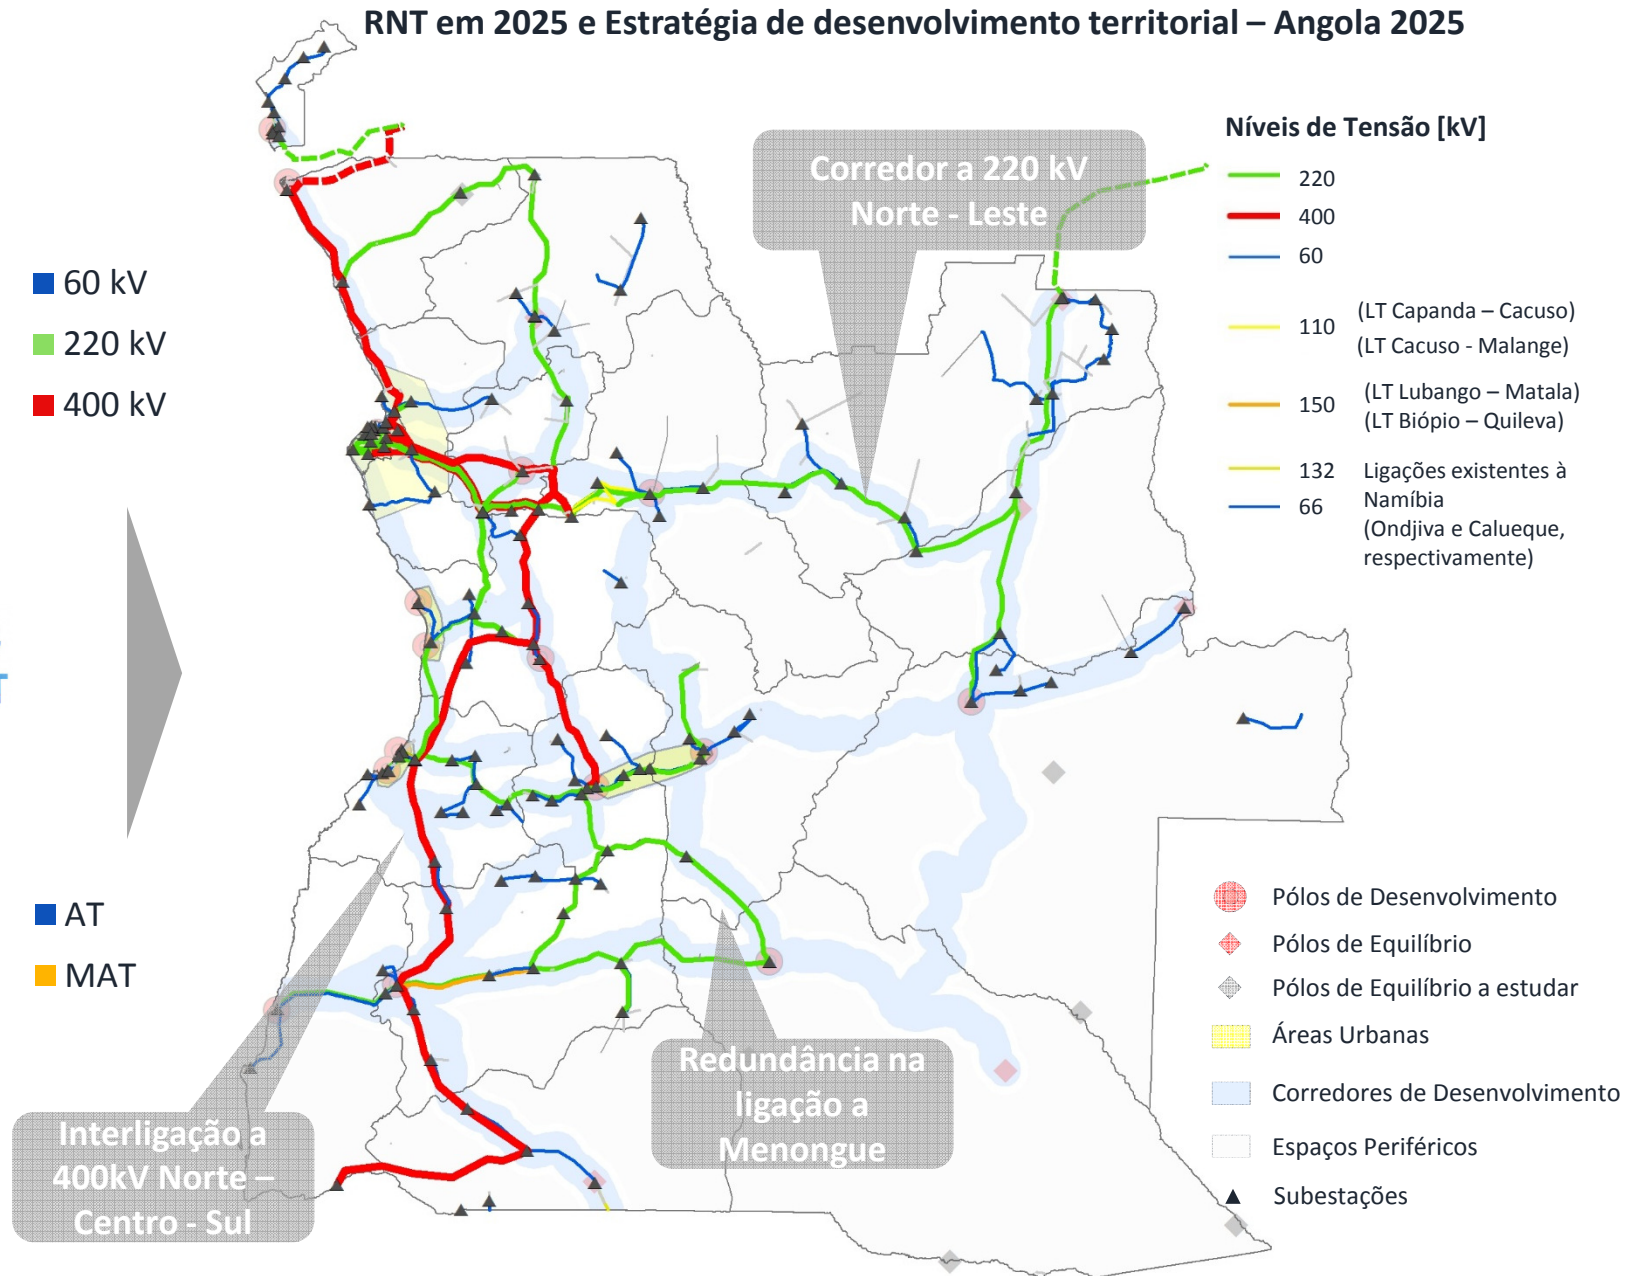 RNT em 2025 e Estratégia de desenvolvimento territorial – Angola 2025
60 kV
220 kV
400 kV
AT
MAT
Corredor a 220 kV
Norte - Leste
Níveis de Tensão [kV]
220
400
60
110 (LT Capanda – Cacuso)
(LT Cacuso - Malange)
150 (LT Lubango – Matala)
(LT Biópio – Quileva)
132 Ligações existentes à
66 Namíbia
(Ondjiva e Calueque,
respectivamente)
Pólos de Desenvolvimento
Pólos de Equilíbrio
Pólos de Equilíbrio a estudar
Áreas Urbanas
Corredores de Desenvolvimento
Espaços Periféricos
Subestações
Redundância na
ligação a
Menongue
Interligação a
400kV Norte –
Centro - Sul